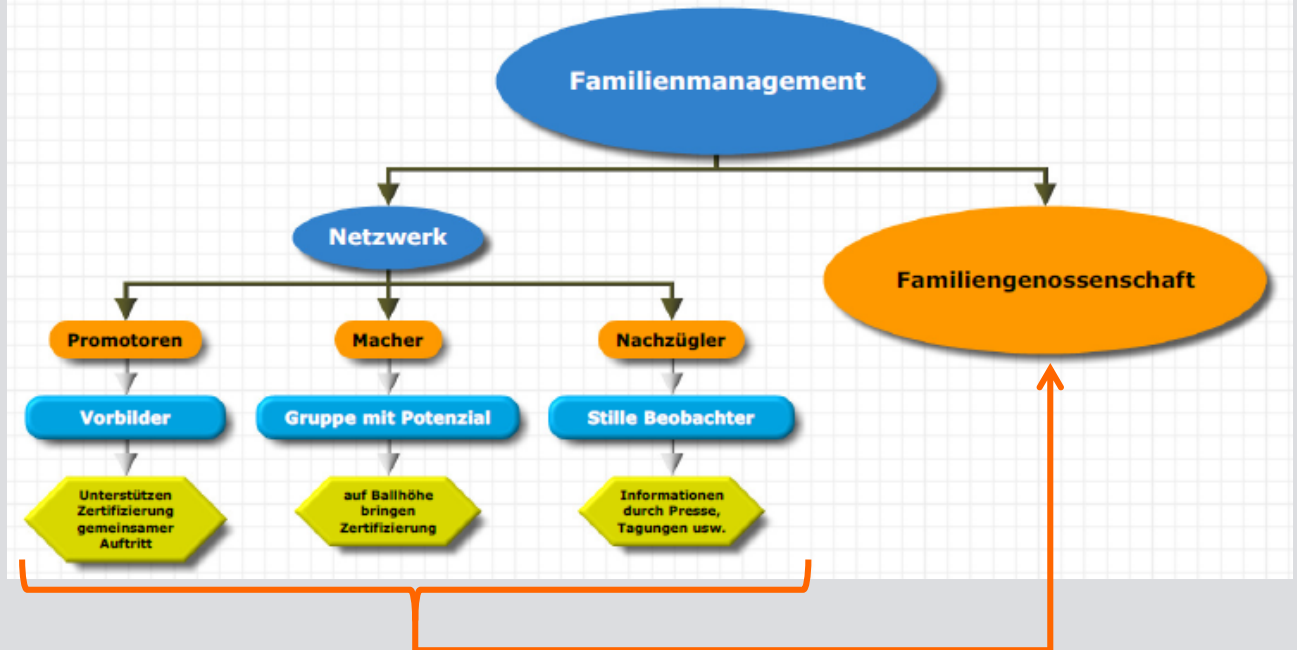 Familienmanagement
Netzwerk
Familiengenossenschaft
Promotoren
Macher
Nachzügler
Vorbilder
Gruppe mit Potenzial
Stille Beobachter
Unterstützen
Zertifizierung
gemeinsamer
Auftritt
auf Ballhöhe
bringen
Zertifizierung
Informationen
durch Presse,
Tagungen usw.